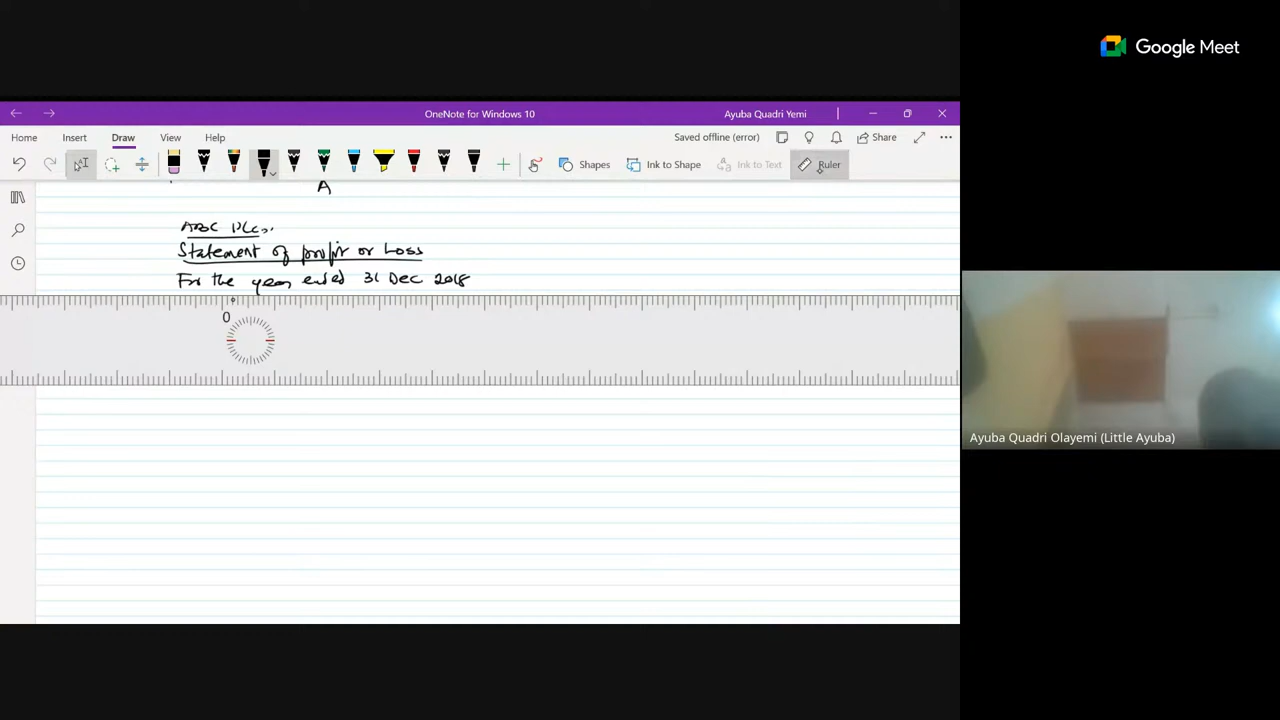 Google Meet
OneNote for Windows 10
Ayuba Quadri Yemi
Home Insert Draw View Help
Saved offline (error)
Share
Shapes
Ink to Shape
Ink to Text
Ruler
A
ABC PLC.
Statement of profit or Loss
For the year ended 31 Dec 2018
0
Ayuba Quadri Olayemi (Little Ayuba)